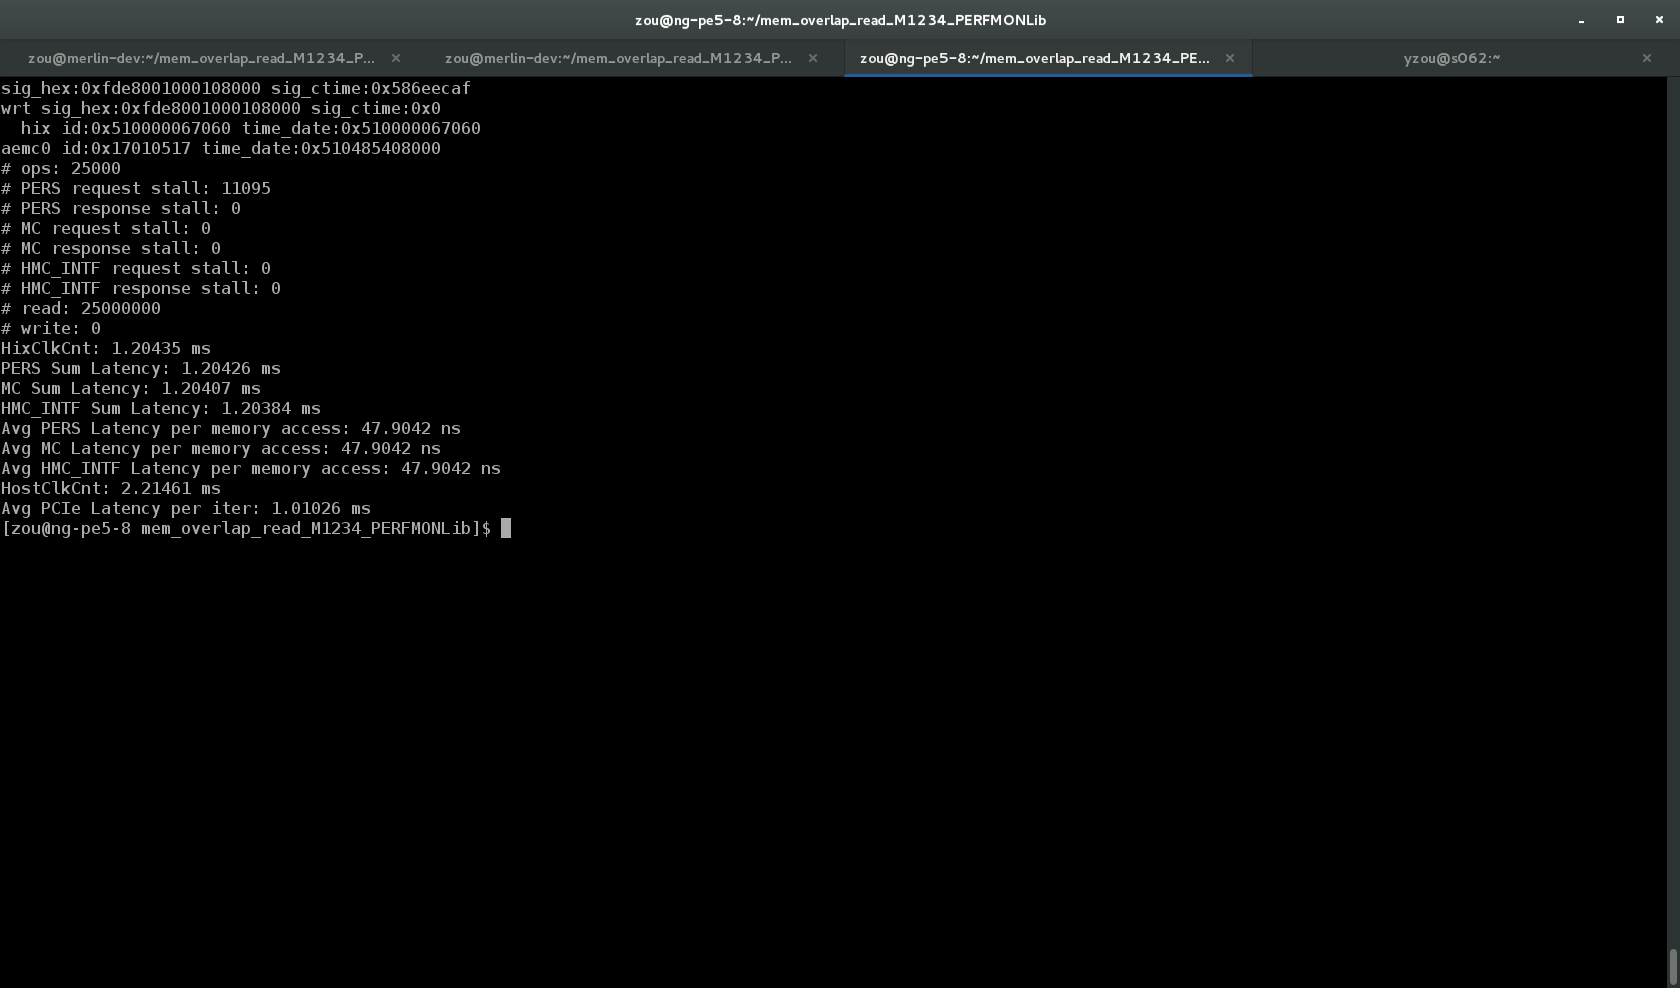 zou@ng-pe5-8:~/mem_overlap_read_M1234_PERFMONLib
zou@merlin-dev:~/mem_overlap_read_M1234_P... zou@merlin-dev:~/mem_overlap_read_M1234_P... zou@ng-pe5-8:~/mem_overlap_read_M1234_PE... yzou@s062:~
sig_hex:0xfde8001000108000 sig_ctime:0x586eecaf
wrt sig_hex:0xfde8001000108000 sig_ctime:0x0
  hix id:0x510000067060 time_date:0x510000067060
aemc0 id:0x17010517 time_date:0x510485408000
# ops: 25000
# PERS request stall: 11095
# PERS response stall: 0
# MC request stall: 0
# MC response stall: 0
# HMC_INTF request stall: 0
# HMC_INTF response stall: 0
# read: 25000000
# write: 0
HixClkCnt: 1.20435 ms
PERS Sum Latency: 1.20426 ms
MC Sum Latency: 1.20407 ms
HMC_INTF Sum Latency: 1.20384 ms
Avg PERS Latency per memory access: 47.9042 ns
Avg MC Latency per memory access: 47.9042 ns
Avg HMC_INTF Latency per memory access: 47.9042 ns
HostClkCnt: 2.21461 ms
Avg PCIe Latency per iter: 1.01026 ms
[zou@ng-pe5-8 mem_overlap_read_M1234_PERFMONLib]$